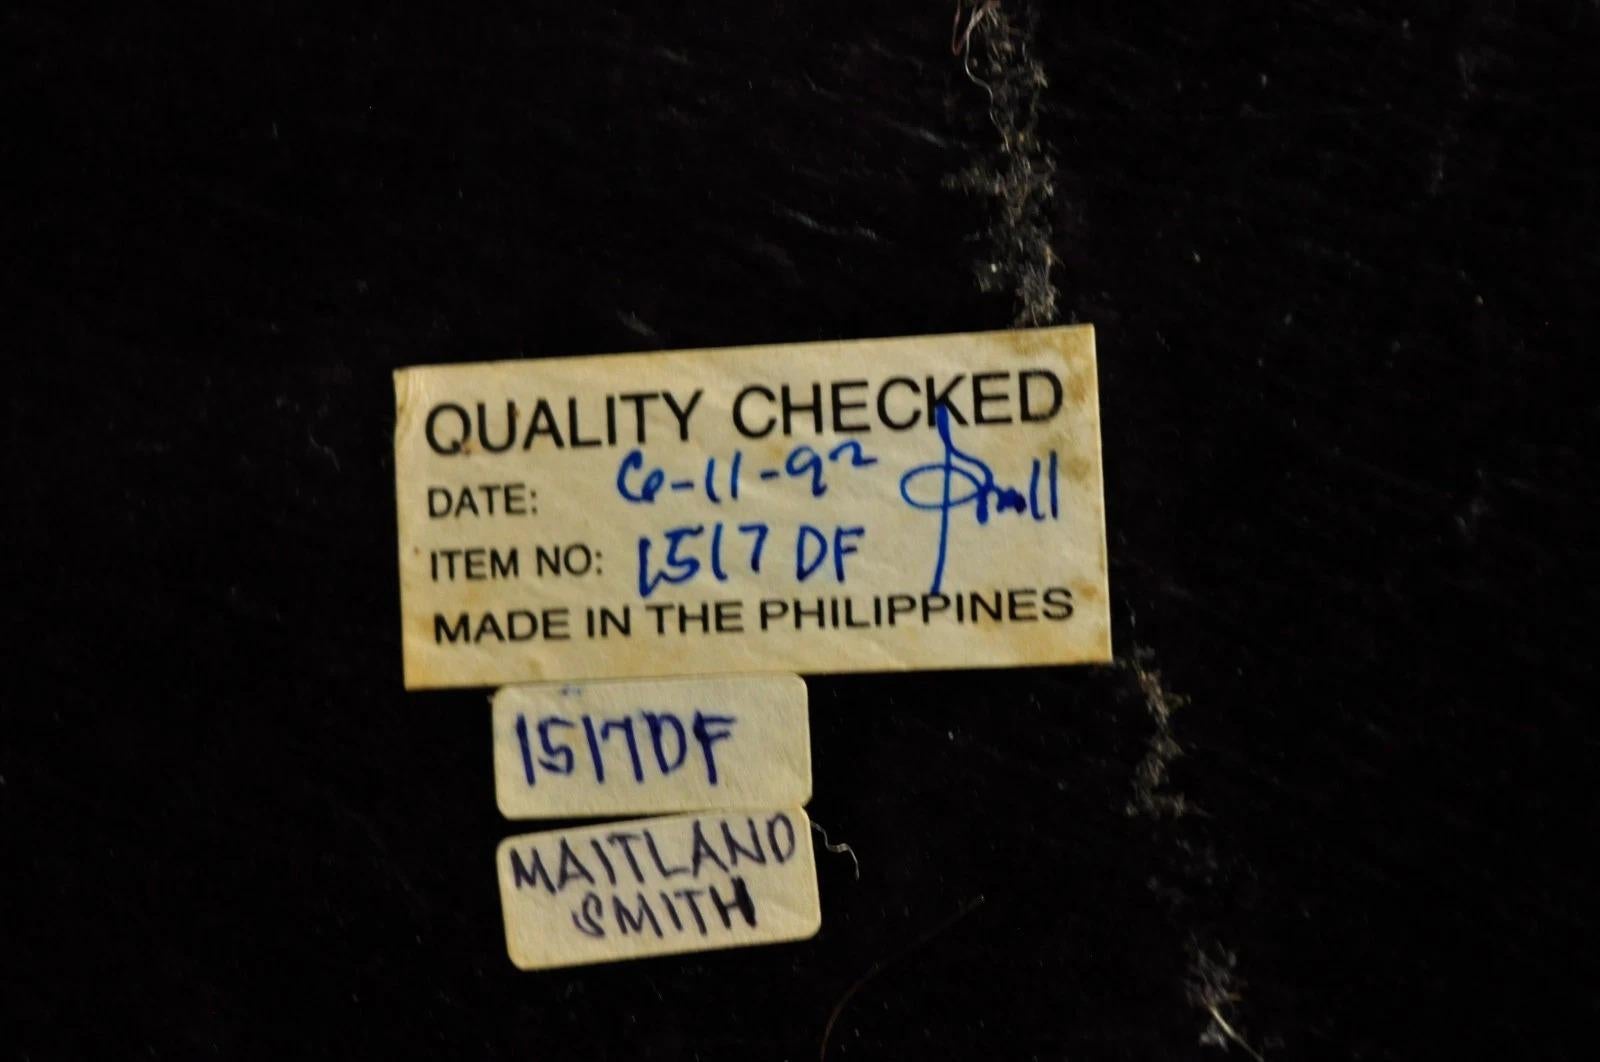 QUALITY CHECKED
DATE: 6-11-92
ITEM NO: 1517 DF
MADE IN THE PHILIPPINES
1517DF
MAITLAND
SMITH